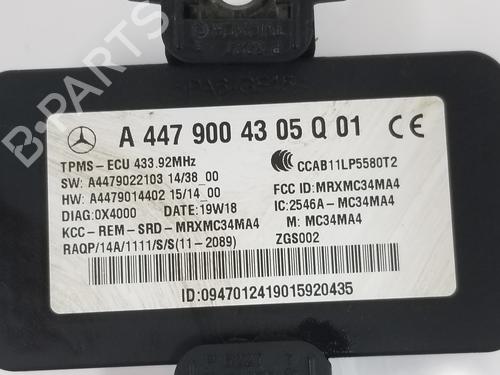 A 447 900 43 05 Q 01
TPMS-ECU 433.92MHz
CCAB11LP5580T2
SW: A4479022103 14/38_00
HW: A4479014402 15/14_00
FCC ID:MRXMC34MA4
IC:2546A-MC34MA4
DIAG:0X4000 DATE:19W18
M: MC34MA4
KCC-REM-SRD-MRXMC34MA4
ZGS002
RAQP/14A/1111/S/S(11-2089)
ID:0947012419015920435
B-PARTS